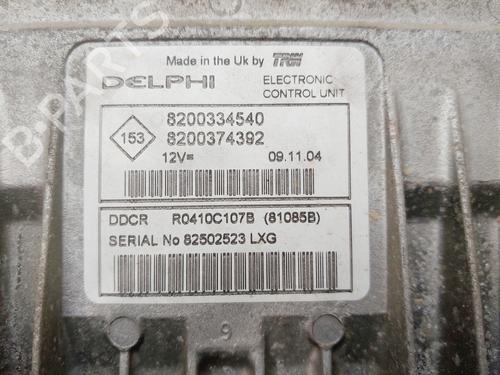 Made in the Uk by TRW
DELPHI
ELECTRONIC
CONTROL UNIT
153
8200334540
8200374392
12V=
09.11.04
DDCR R0410C107B (81085B)
SERIAL No 82502523 LXG
9
B-PARTS